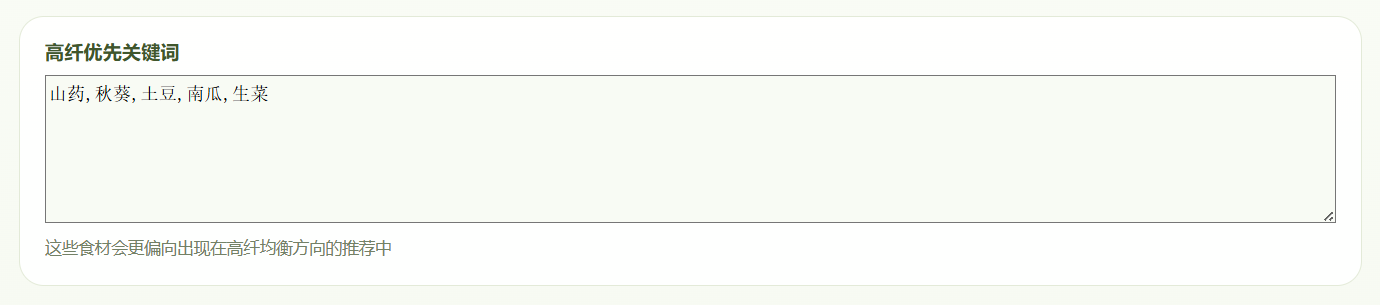 高纤优先关键词
山药, 秋葵, 土豆, 南瓜, 生菜
这些食材会更偏向出现在高纤均衡方向的推荐中